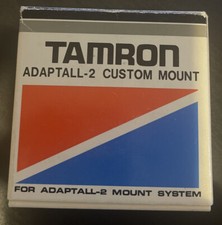 TAMRON
ADAPTALL-2 CUSTOM MOUNT
FOR ADAPTALL-2 MOUNT SYSTEM